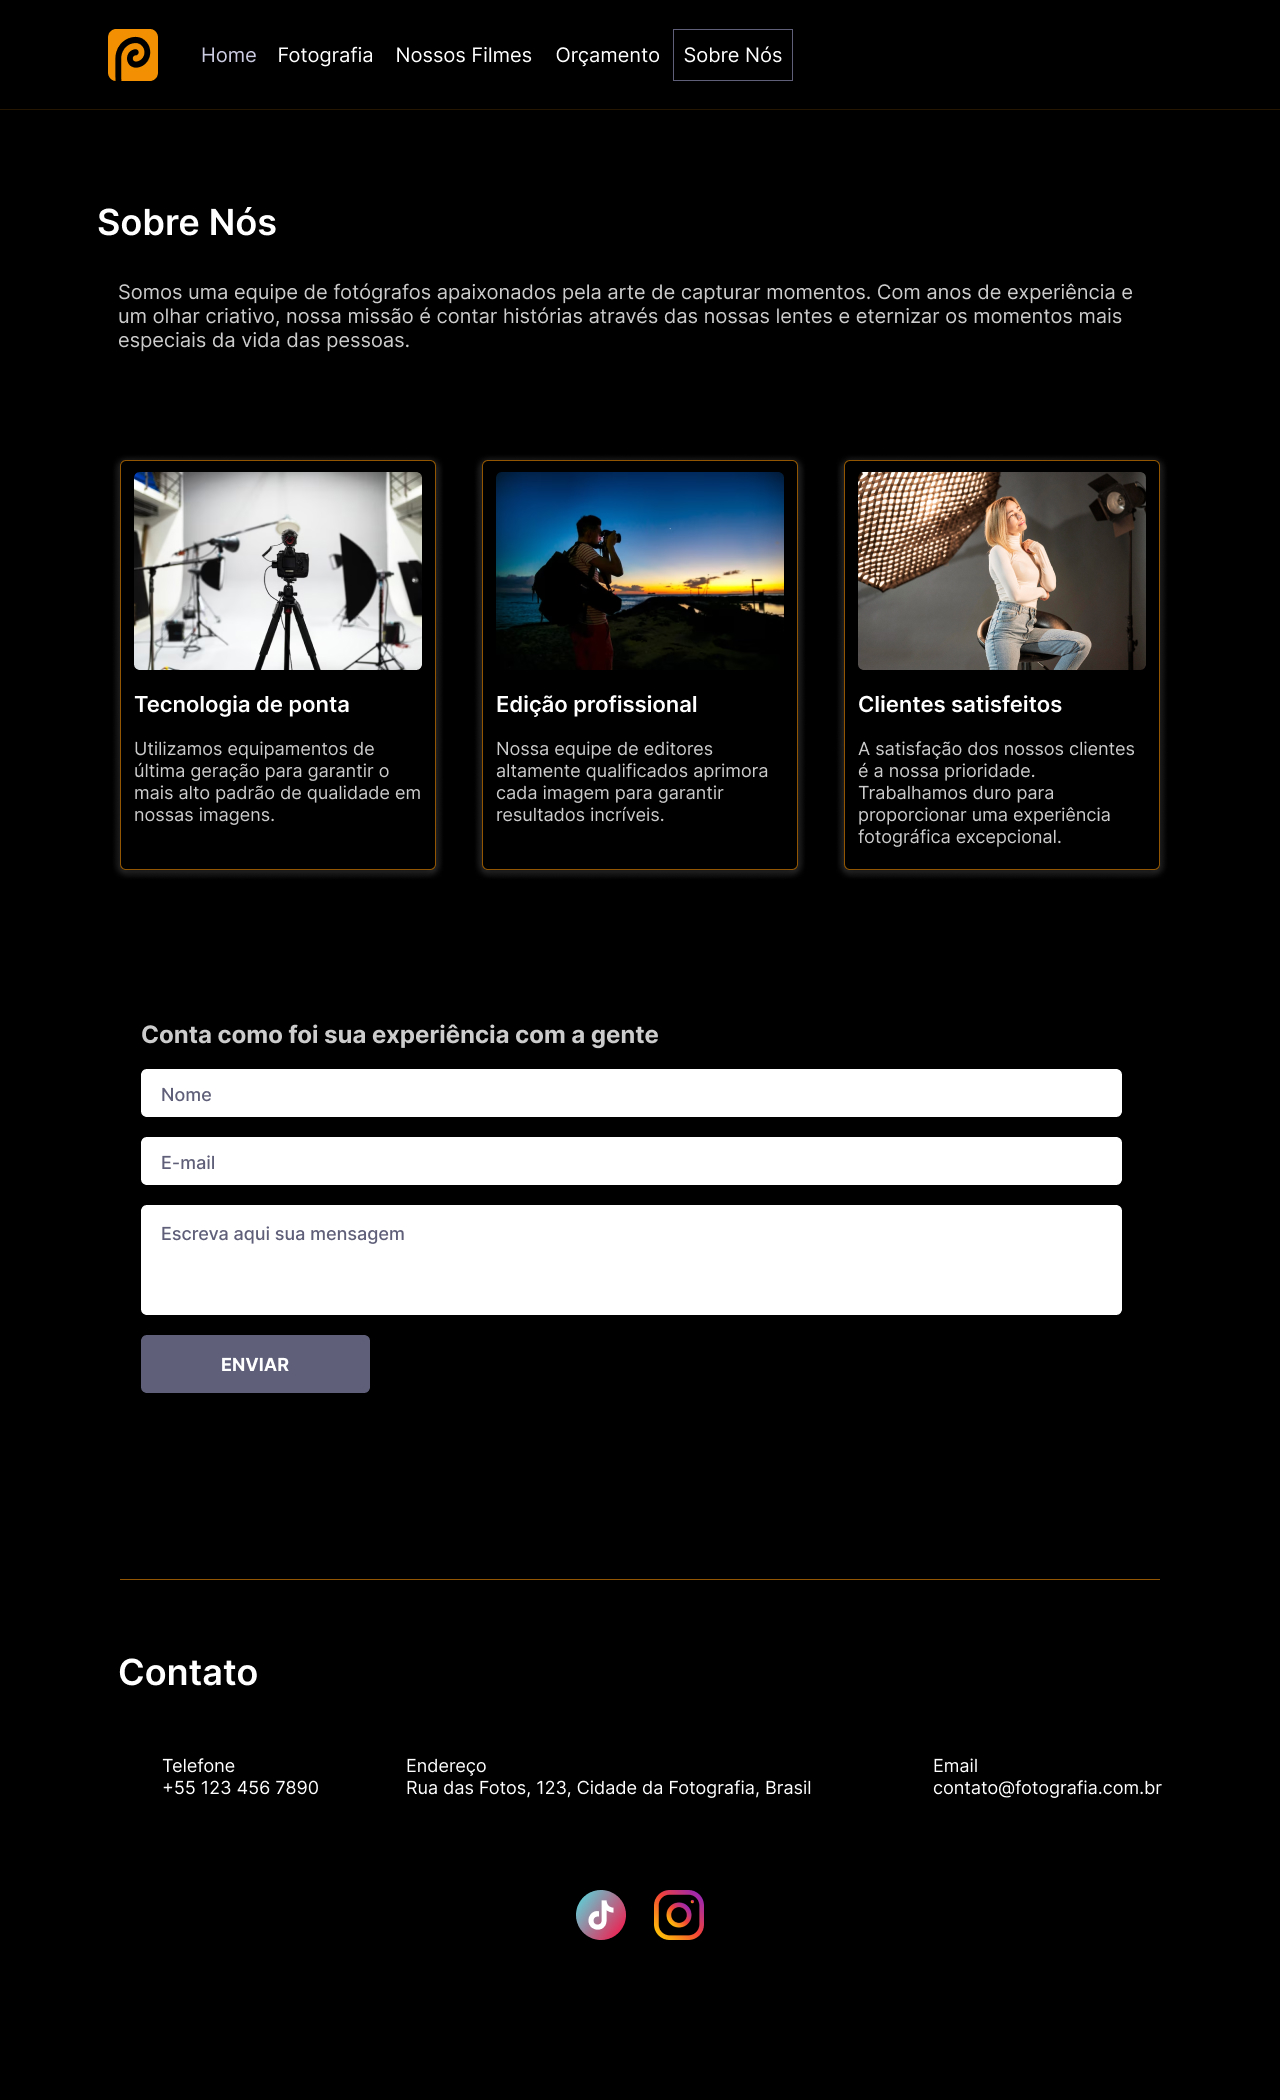 Home Fotografia Nossos Filmes Orçamento Sobre Nós
Sobre Nós
Somos uma equipe de fotógrafos apaixonados pela arte de capturar momentos. Com anos de experiência e
um olhar criativo, nossa missão é contar histórias através das nossas lentes e eternizar os momentos mais
especiais da vida das pessoas.
Tecnologia de ponta
Utilizamos equipamentos de
última geração para garantir o
mais alto padrão de qualidade em
nossas imagens.
Edição profissional
Nossa equipe de editores
altamente qualificados aprimora
cada imagem para garantir
resultados incríveis.
Clientes satisfeitos
A satisfação dos nossos clientes
é a nossa prioridade.
Trabalhamos duro para
proporcionar uma experiência
fotográfica excepcional.
Conta como foi sua experiência com a gente
Nome
E-mail
Escreva aqui sua mensagem
ENVIAR
Contato
Telefone
+55 123 456 7890
Endereço
Rua das Fotos, 123, Cidade da Fotografia, Brasil
Email
contato@fotografia.com.br